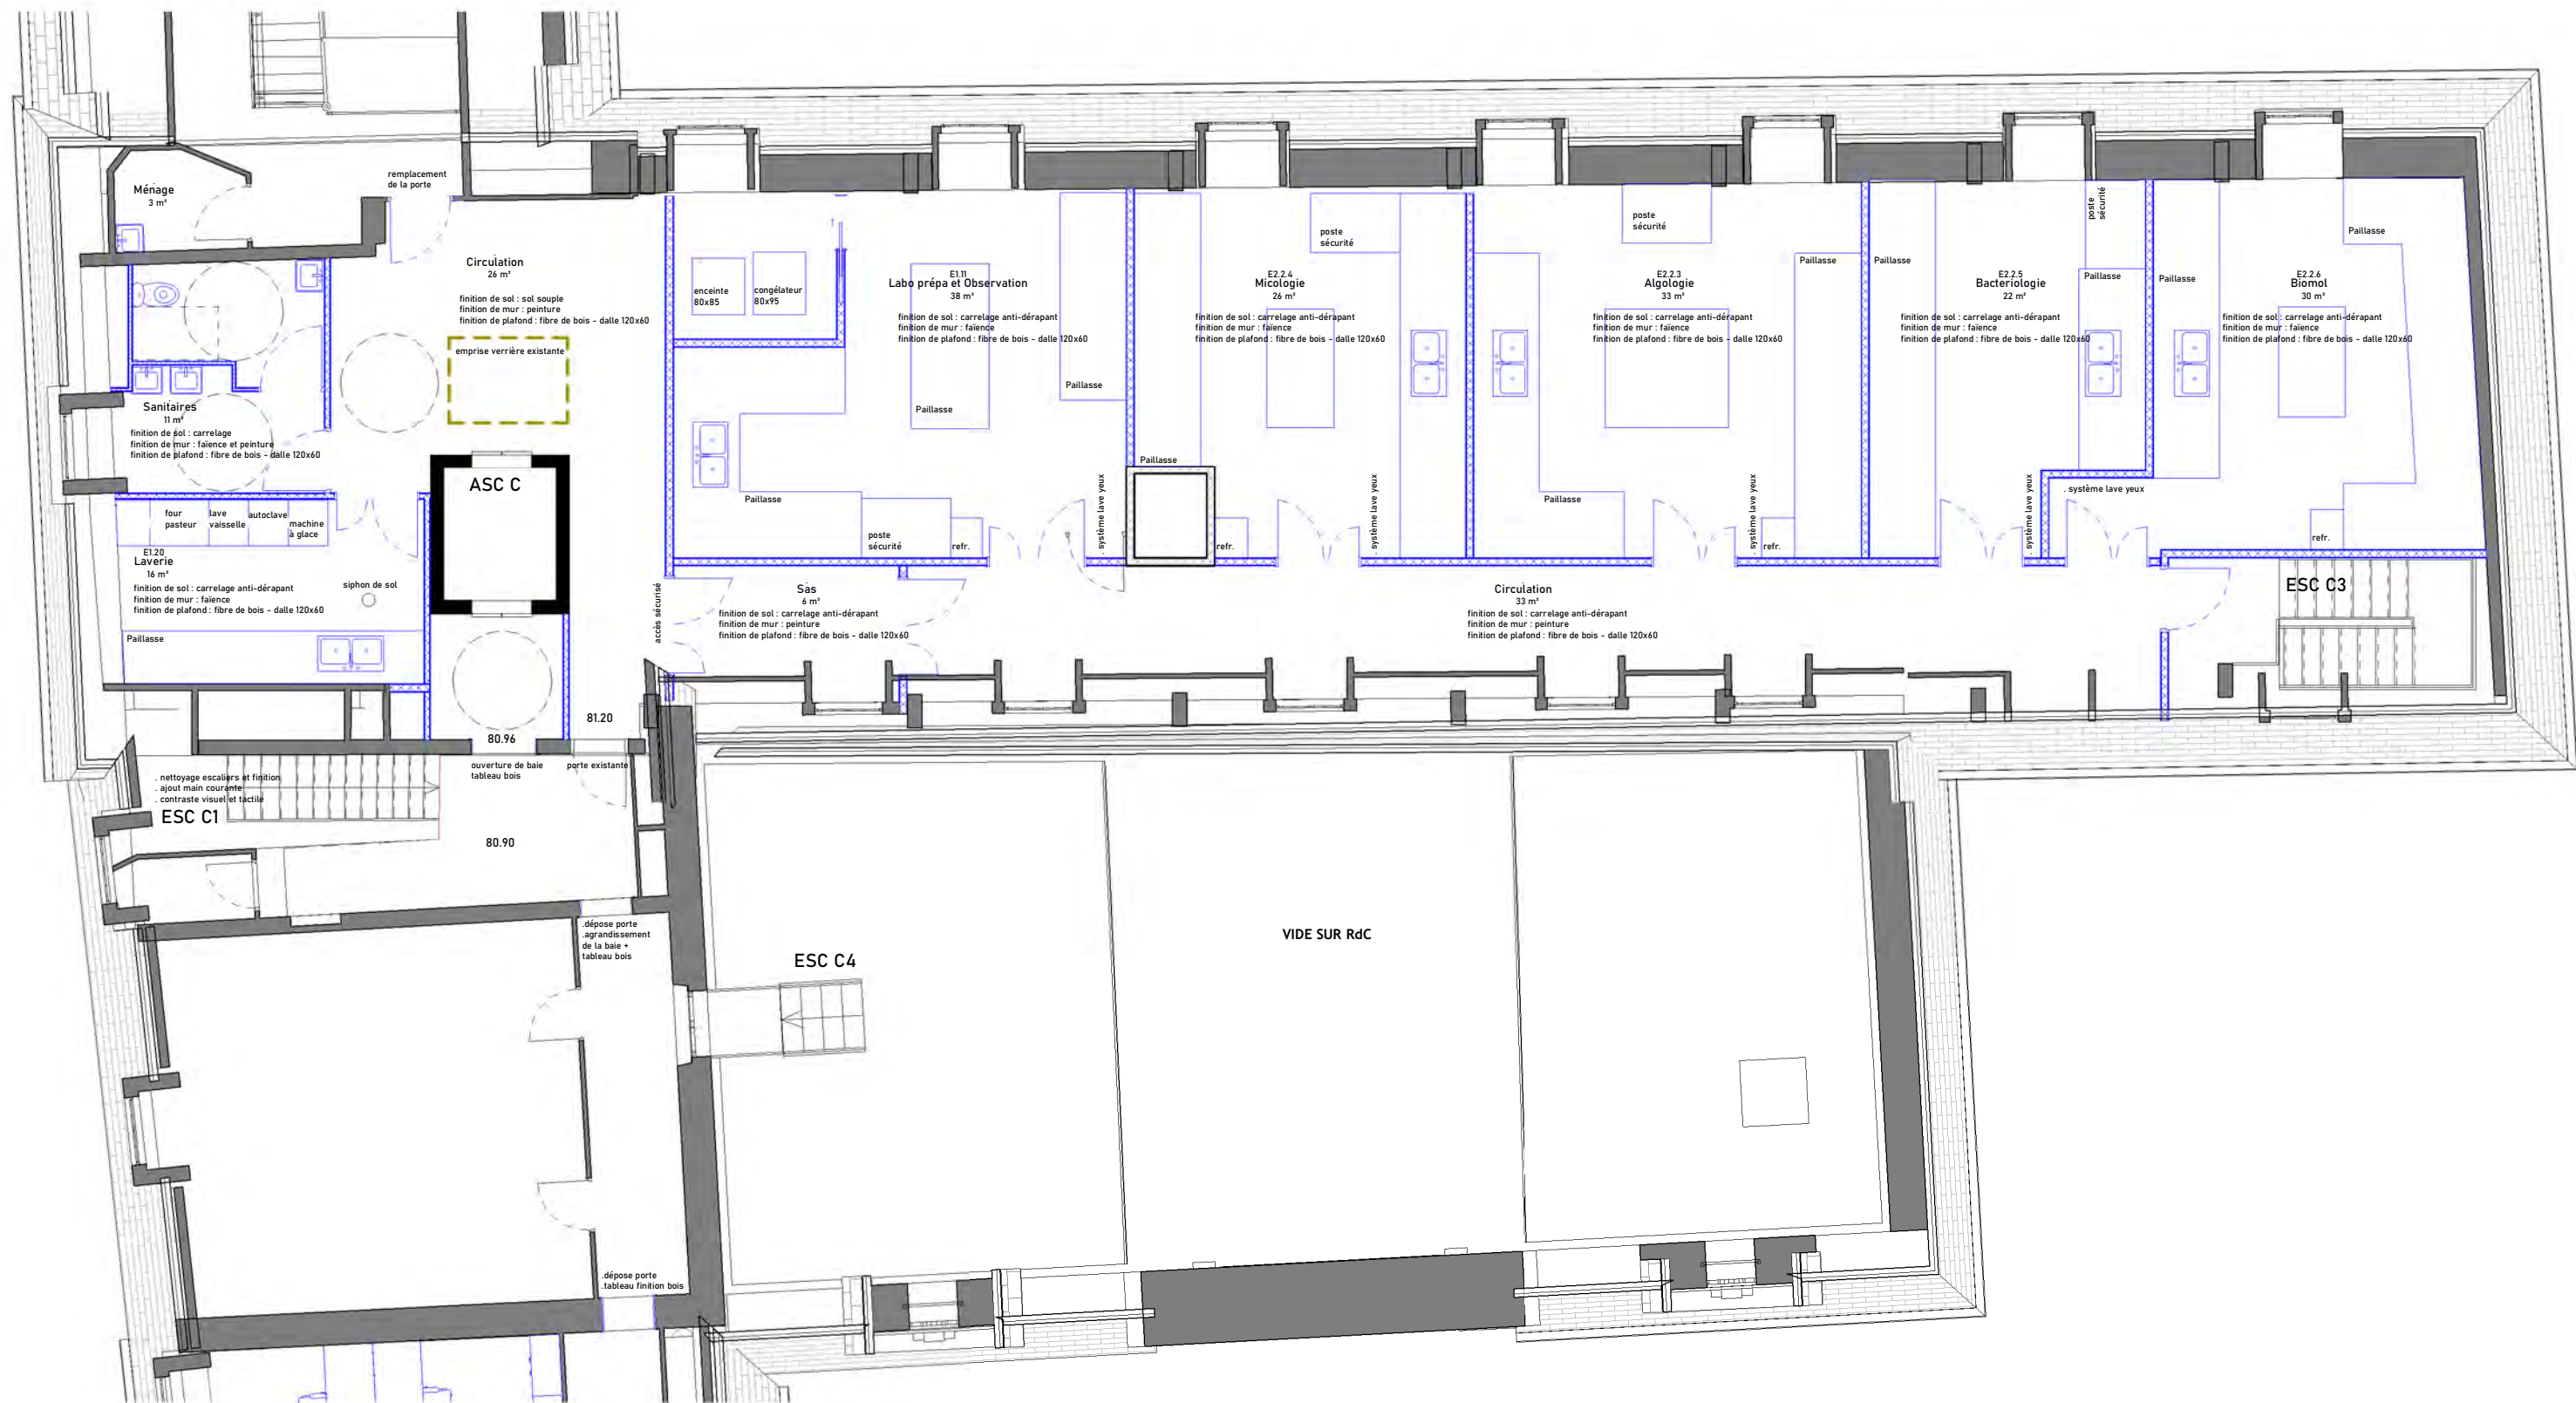 Ménage
3 m²
remplacement
de la porte
Circulation
26 m²
finition de sol : sol souple
finition de mur : peinture
finition de plafond : fibre de bois - dalle 120x60
emprise verrière existante
Sanitaires
11 m²
finition de sol : carrelage
finition de mur : faïence et peinture
finition de plafond : fibre de bois - dalle 120x60
ASC C
four
pasteur
lave
vaisselle
autoclave
machine
à glace
E1.20
Laverie
16 m²
finition de sol : carrelage anti-dérapant
finition de mur : faïence
finition de plafond : fibre de bois - dalle 120x60
siphon de sol
Paillasse
enceinte
80x85
congélateur
80x95
E1.11
Labo prépa et Observation
38 m²
finition de sol : carrelage anti-dérapant
finition de mur : faïence
finition de plafond : fibre de bois - dalle 120x60
Paillasse
Paillasse
Paillasse
poste
sécurité
refr.
. système lave yeux
poste
sécurité
E2.2.4
Micologie
26 m²
finition de sol : carrelage anti-dérapant
finition de mur : faïence
finition de plafond : fibre de bois - dalle 120x60
Paillasse
refr.
. système lave yeux
poste
sécurité
Paillasse
E2.2.3
Algologie
33 m²
finition de sol : carrelage anti-dérapant
finition de mur : faïence
finition de plafond : fibre de bois - dalle 120x60
Paillasse
. système lave yeux
refr.
poste
sécurité
Paillasse
E2.2.5
Bacteriologie
22 m²
Paillasse
finition de sol : carrelage anti-dérapant
finition de mur : faïence
finition de plafond : fibre de bois - dalle 120x60
. système lave yeux
Paillasse
Paillasse
E2.2.6
Biomol
30 m²
finition de sol : carrelage anti-dérapant
finition de mur : faïence
finition de plafond : fibre de bois - dalle 120x60
. système lave yeux
refr.
accès sécurisé
Sas
6 m²
finition de sol : carrelage anti-dérapant
finition de mur : peinture
finition de plafond : fibre de bois - dalle 120x60
Circulation
33 m²
finition de sol : carrelage anti-dérapant
finition de mur : peinture
finition de plafond : fibre de bois - dalle 120x60
ESC C3
81.20
80.96
ouverture de baie
tableau bois
porte existante
. nettoyage escaliers et finition
. ajout main courante
. contraste visuel et tactile
ESC C1
80.90
.dépose porte
.agrandissement
de la baie +
tableau bois
ESC C4
VIDE SUR RdC
.dépose porte
.tableau finition bois